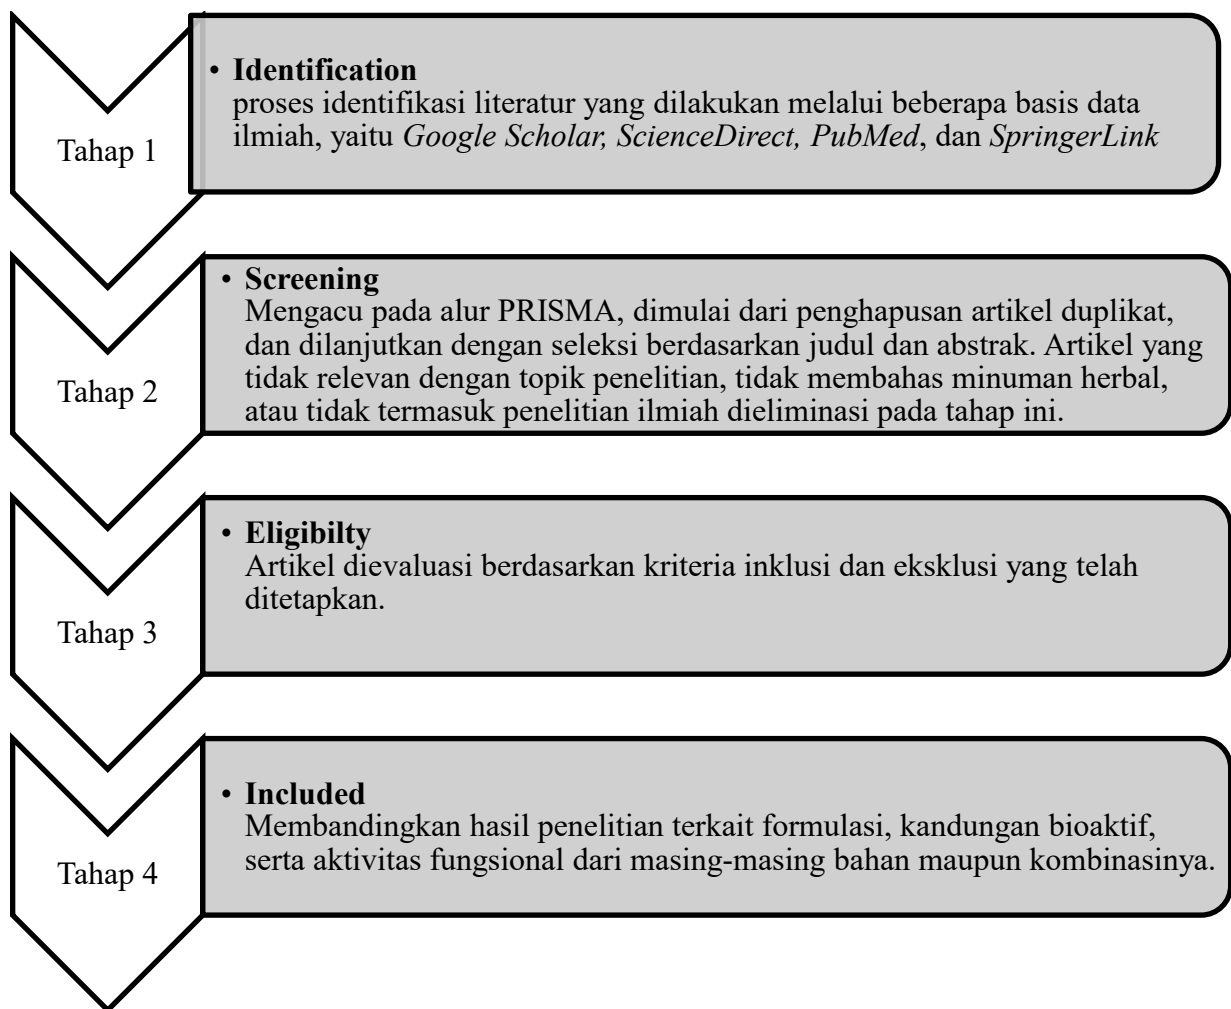 Tahap 1
• Identification
proses identifikasi literatur yang dilakukan melalui beberapa basis data
ilmiah, yaitu Google Scholar, ScienceDirect, PubMed, dan SpringerLink
Tahap 2
• Screening
Mengacu pada alur PRISMA, dimulai dari penghapusan artikel duplikat,
dan dilanjutkan dengan seleksi berdasarkan judul dan abstrak. Artikel yang
tidak relevan dengan topik penelitian, tidak membahas minuman herbal,
atau tidak termasuk penelitian ilmiah dieliminasi pada tahap ini.
Tahap 3
• Eligibilty
Artikel dievaluasi berdasarkan kriteria inklusi dan eksklusi yang telah
ditetapkan.
Tahap 4
• Included
Membandingkan hasil penelitian terkait formulasi, kandungan bioaktif,
serta aktivitas fungsional dari masing-masing bahan maupun kombinasinya.